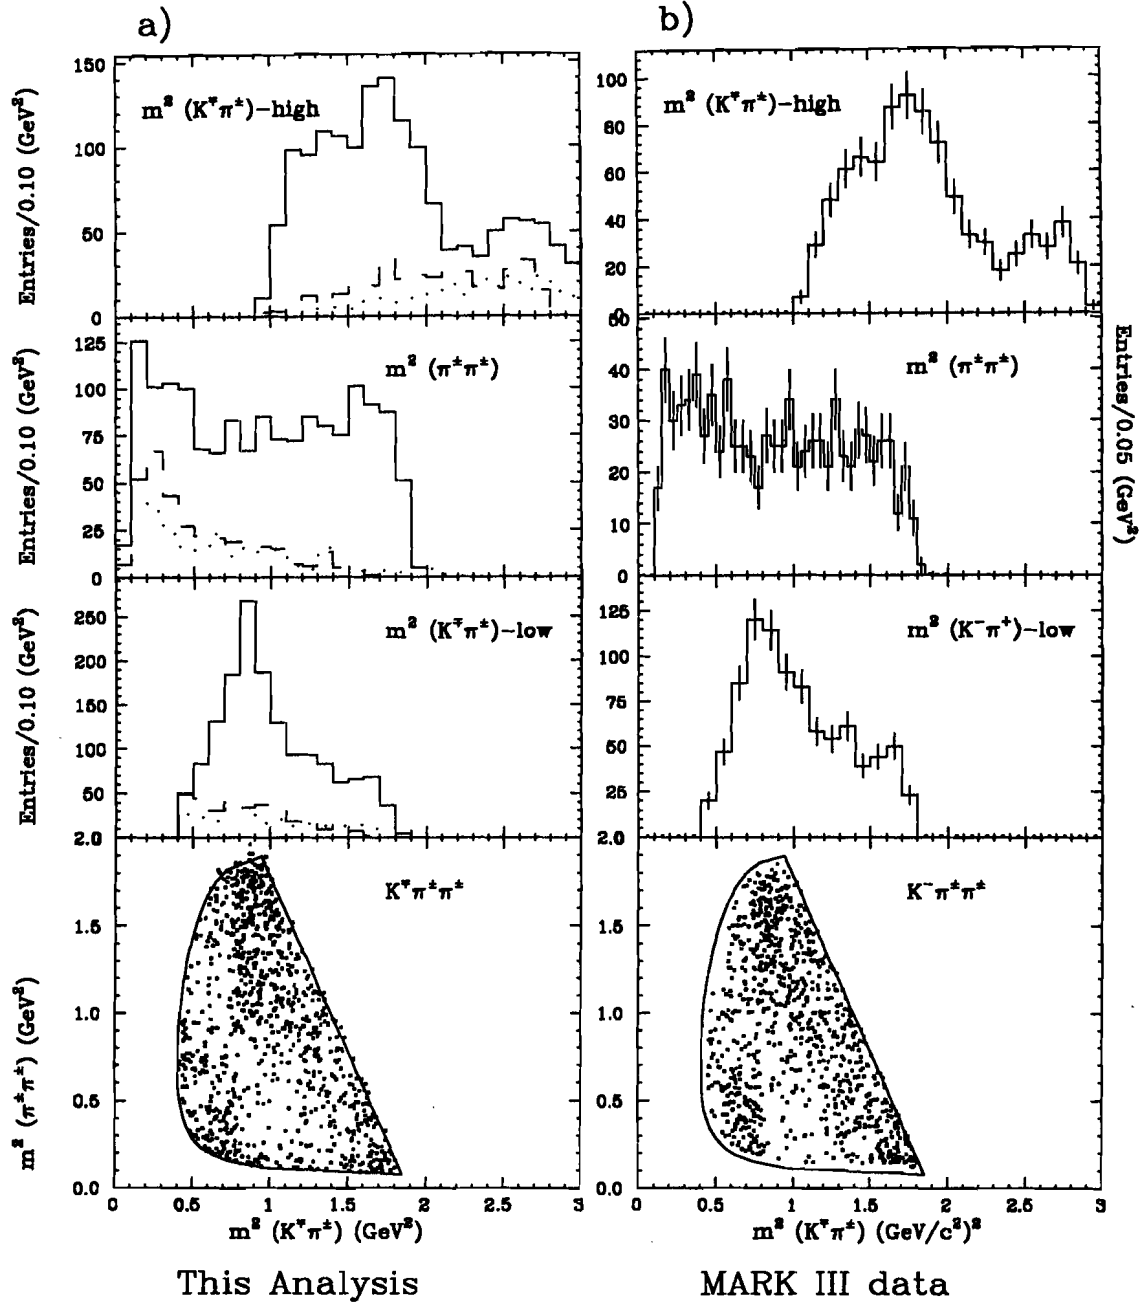 a)
b)
Entries/0.10 (GeV²)
150
100
50
0
m² (K∓π±)-high
100
80
60
40
20
0
m² (K∓π±)-high
Entries/0.10 (GeV²)
125
100
75
50
25
0
m² (π±π±)
50
40
30
20
10
0
m² (π±π±)
Entries/0.05 (GeV²)
Entries/0.10 (GeV²)
250
200
150
100
50
m² (K∓π±)-low
125
100
75
50
25
m² (K⁻π⁺)-low
m² (π±π±) (GeV²)
2.0
1.5
1.0
0.5
0.0
K∓π±π±
2.0
1.5
1.0
0.5
0.0
K⁻π±π±
0 0.5 1 1.5 2 2.5 3
0 0.5 1 1.5 2 2.5 3
m² (K∓π±) (GeV²)
m² (K∓π±) (GeV/c²)²
This Analysis
MARK III data